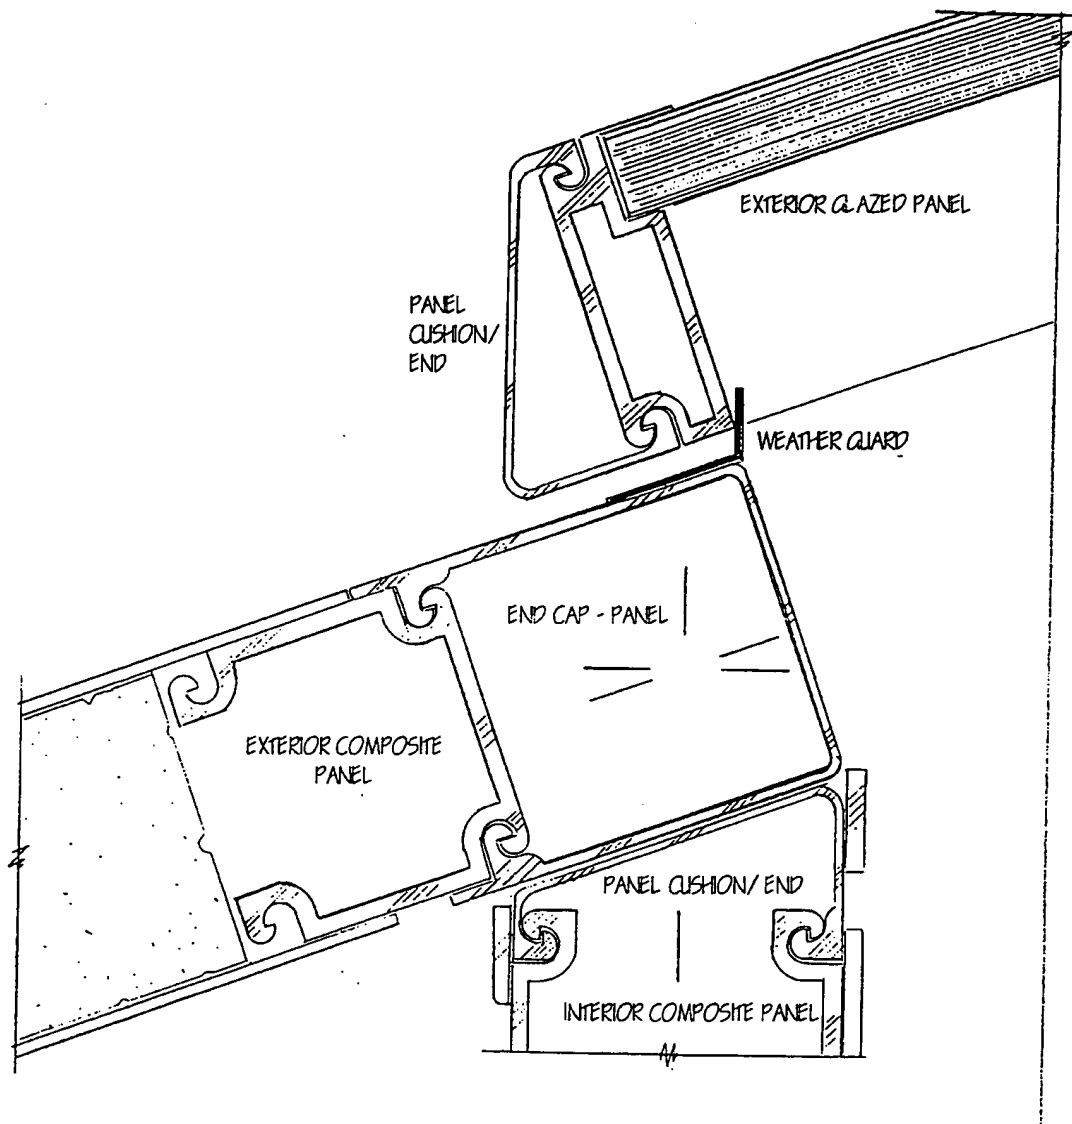 EXTERIOR GLAZED PANEL
PANEL
CUSHION/
END
WEATHER GUARD
END CAP - PANEL
EXTERIOR COMPOSITE
PANEL
PANEL CUSHION/ END
INTERIOR COMPOSITE PANEL